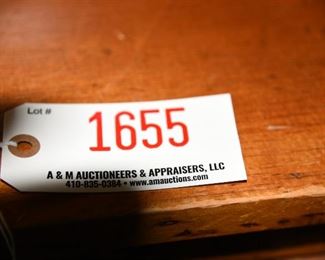 Lot #
1655
A & M AUCTIONEERS & APPRAISERS, LLC
410-835-0384 • www.amauctions.com